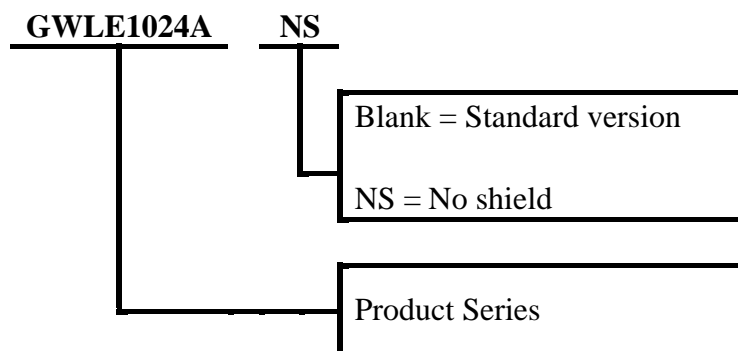 GWLE1024A NS
Blank = Standard version
NS = No shield
Product Series